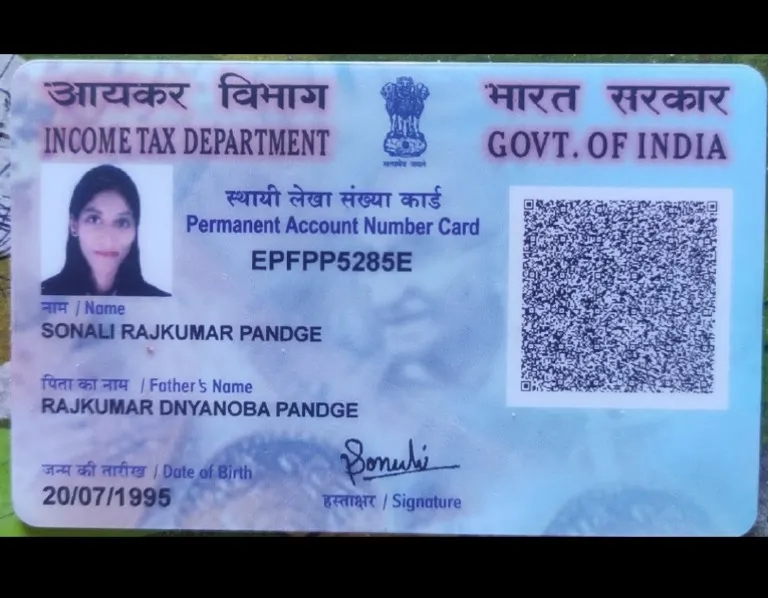 आयकर विभाग
INCOME TAX DEPARTMENT
भारत सरकार
GOVT. OF INDIA
सत्यमेव जयते
स्थायी लेखा संख्या कार्ड
Permanent Account Number Card
EPFPP5285E
नाम / Name
SONALI RAJKUMAR PANDGE
पिता का नाम / Father's Name
RAJKUMAR DNYANOBA PANDGE
जन्म की तारीख / Date of Birth
20/07/1995
Sonali
हस्ताक्षर / Signature